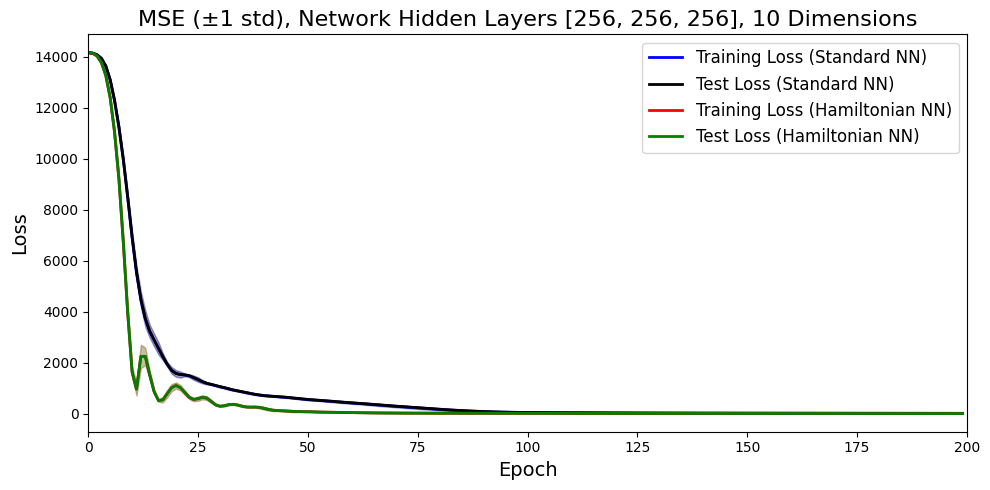 MSE (±1 std), Network Hidden Layers [256, 256, 256], 10 Dimensions
Training Loss (Standard NN)
Test Loss (Standard NN)
Training Loss (Hamiltonian NN)
Test Loss (Hamiltonian NN)
14000
12000
10000
8000
6000
4000
2000
0
Loss
0 25 50 75 100 125 150 175 200
Epoch